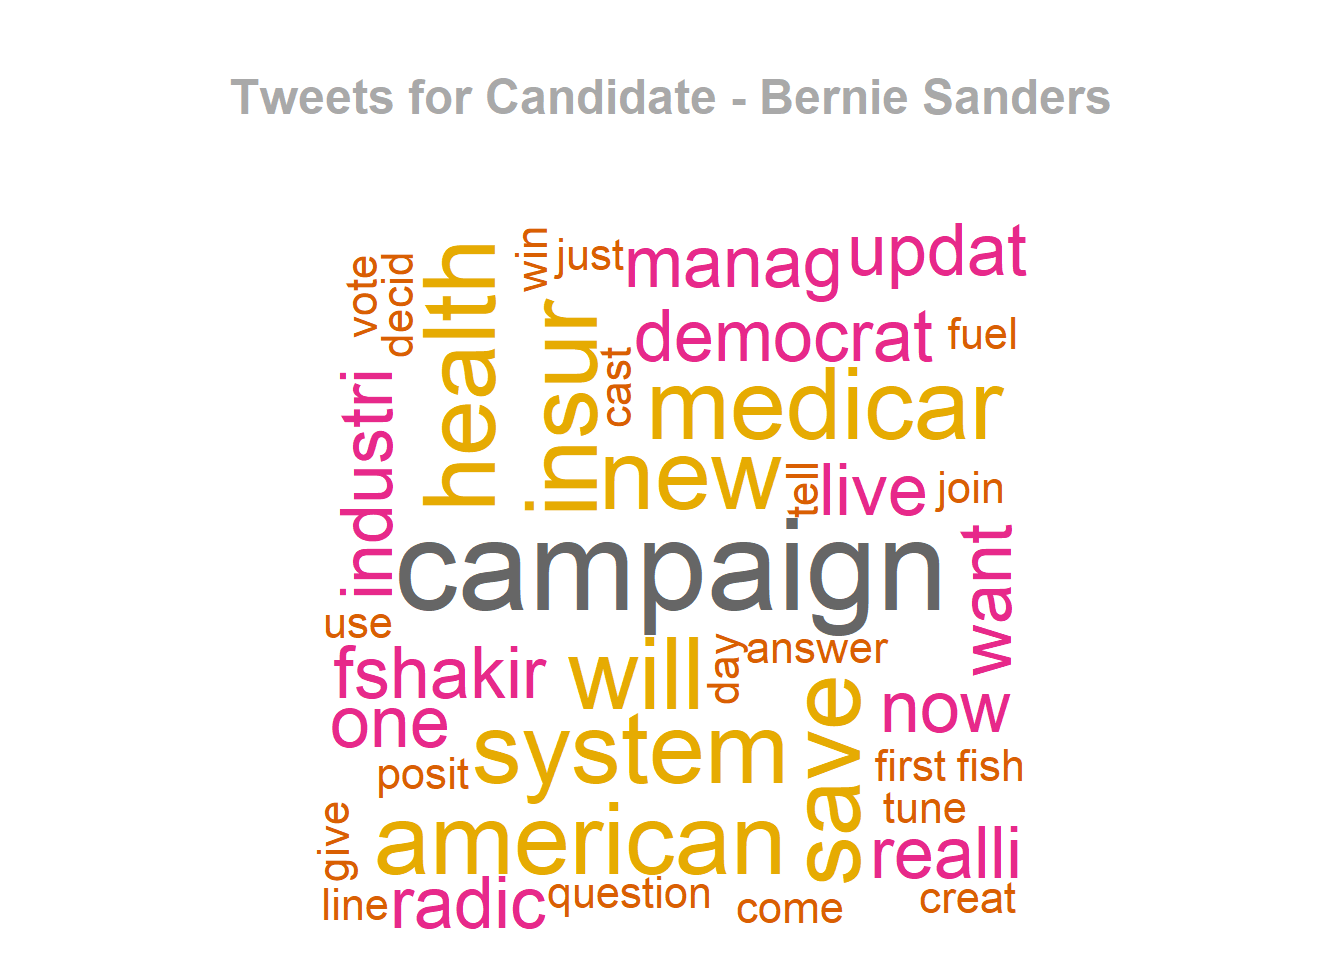 Tweets for Candidate - Bernie Sanders
vote
decid
health
win
just
manag
updat
insur
cast
democrat
fuel
medicar
industri
new
tell
live
join
campaign
want
use
fshakir
will
day
answer
one
system
save
now
posit
first
fish
tune
give
american
realli
line
radic
question
come
creat